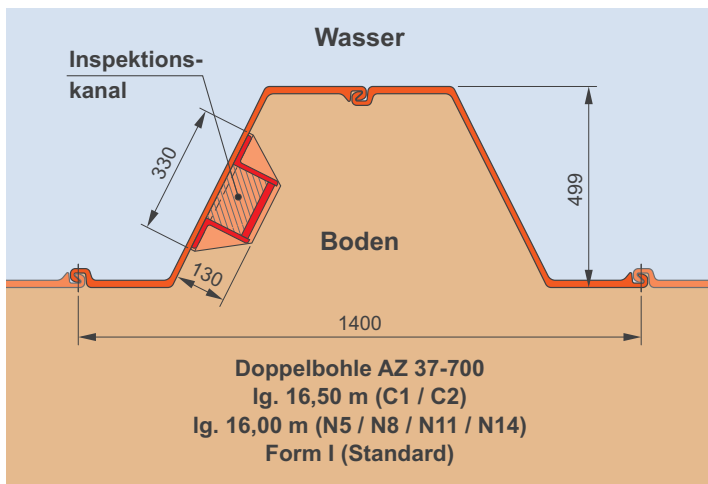 Wasser
Inspektions-
kanal
330
499
Boden
130
1400
Doppelbohle AZ 37-700
lg. 16,50 m (C1 / C2)
lg. 16,00 m (N5 / N8 / N11 / N14)
Form I (Standard)